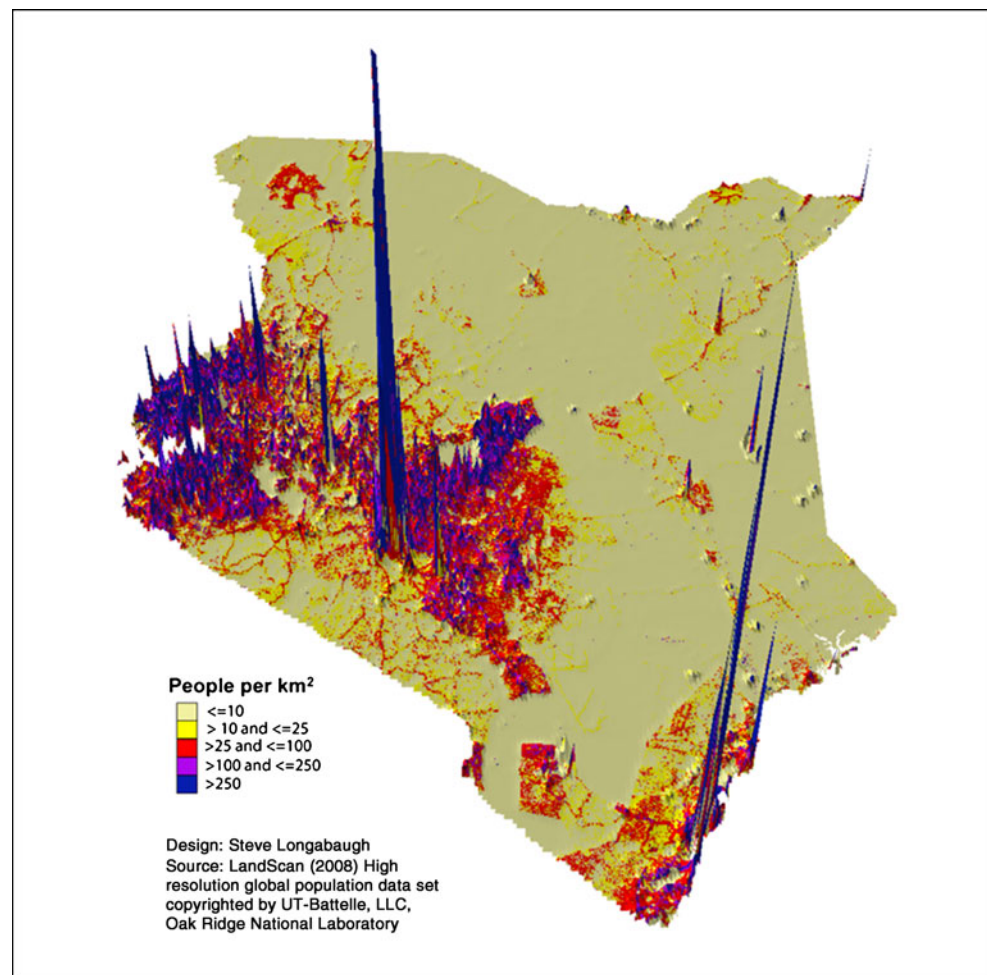 People per km²
<=10
> 10 and <=25
>25 and <=100
>100 and <=250
>250
Design: Steve Longabaugh
Source: LandScan (2008) High
resolution global population data set
copyrighted by UT-Battelle, LLC,
Oak Ridge National Laboratory